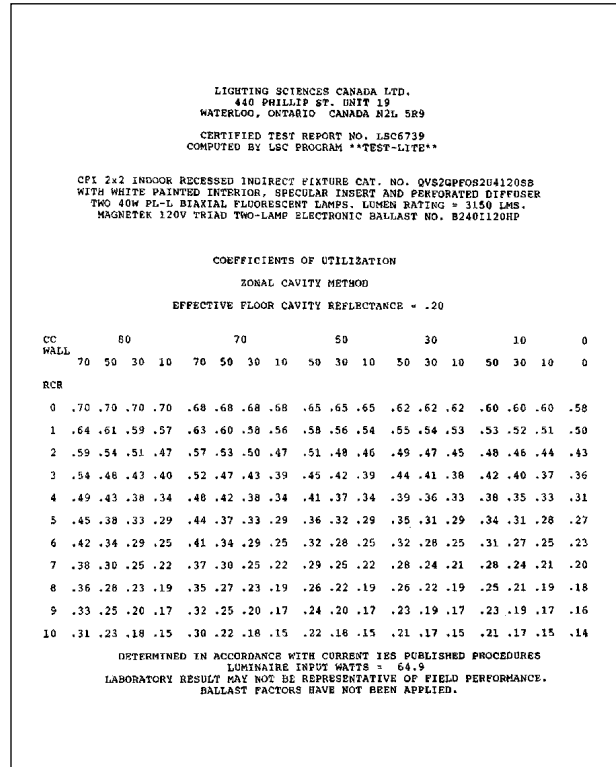 LIGHTING SCIENCES CANADA LTD.
440 PHILLIP ST. UNIT 19
WATERLOO, ONTARIO CANADA N2L 5R9
CERTIFIED TEST REPORT NO. LSC6739
COMPUTED BY LSC PROGRAM **TEST-LITE**
CFI 2x2 INDOOR RECESSED INDIRECT FIXTURE CAT. NO. QVS2GPFOS2U4120SB
WITH WHITE PAINTED INTERIOR, SPECULAR INSERT AND PERFORATED DIFFUSER
TWO 40W PL-L BIAXIAL FLUORESCENT LAMPS. LUMEN RATING = 3150 LMS.
MAGNETEK 120V TRIAD TWO-LAMP ELECTRONIC BALLAST NO. B240I120HP
COEFFICIENTS OF UTILIZATION
ZONAL CAVITY METHOD
EFFECTIVE FLOOR CAVITY REFLECTANCE = .20
CC 80 70 50 30 10 0
WALL
70 50 30 10 70 50 30 10 50 30 10 50 30 10 50 30 10 0
RCR
0 .70 .70 .70 .70 .68 .68 .68 .68 .65 .65 .65 .62 .62 .62 .60 .60 .60 .58
1 .64 .61 .59 .57 .63 .60 .58 .56 .58 .56 .54 .55 .54 .53 .53 .52 .51 .50
2 .59 .54 .51 .47 .57 .53 .50 .47 .51 .48 .46 .49 .47 .45 .48 .46 .44 .43
3 .54 .48 .43 .40 .52 .47 .43 .39 .45 .42 .39 .44 .41 .38 .42 .40 .37 .36
4 .49 .43 .38 .34 .48 .42 .38 .34 .41 .37 .34 .39 .36 .33 .38 .35 .33 .31
5 .45 .38 .33 .29 .44 .37 .33 .29 .36 .32 .29 .35 .31 .29 .34 .31 .28 .27
6 .42 .34 .29 .25 .41 .34 .29 .25 .32 .28 .25 .32 .28 .25 .31 .27 .25 .23
7 .38 .30 .25 .22 .37 .30 .25 .22 .29 .25 .22 .28 .24 .21 .28 .24 .21 .20
8 .36 .28 .23 .19 .35 .27 .23 .19 .26 .22 .19 .26 .22 .19 .25 .21 .19 .18
9 .33 .25 .20 .17 .32 .25 .20 .17 .24 .20 .17 .23 .19 .17 .23 .19 .17 .16
10 .31 .23 .18 .15 .30 .22 .18 .15 .22 .18 .15 .21 .17 .15 .21 .17 .15 .14
DETERMINED IN ACCORDANCE WITH CURRENT IES PUBLISHED PROCEDURES
LUMINAIRE INPUT WATTS = 64.9
LABORATORY RESULT MAY NOT BE REPRESENTATIVE OF FIELD PERFORMANCE.
BALLAST FACTORS HAVE NOT BEEN APPLIED.